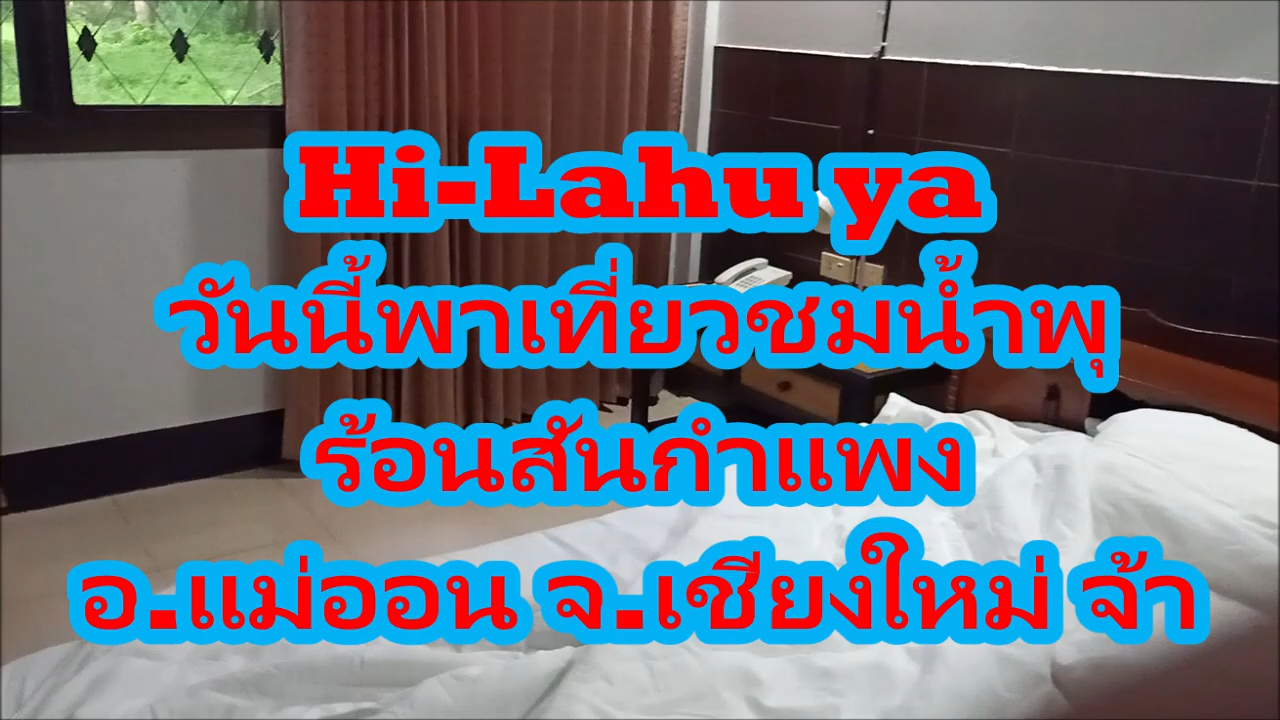 Hi-Lahu ya
วันนี้พาเที่ยวชมน้ำพุ
ร้อนสันกำแพง
อ.แม่ออน จ.เชียงใหม่ จ้า